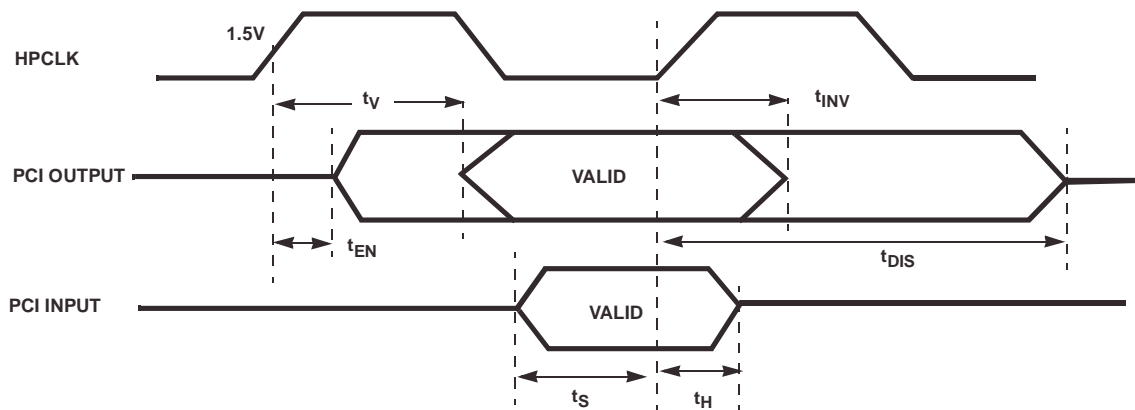 1.5V
HPCLK
tV
tINV
PCI OUTPUT
VALID
tEN
tDIS
PCI INPUT
VALID
tS
tH